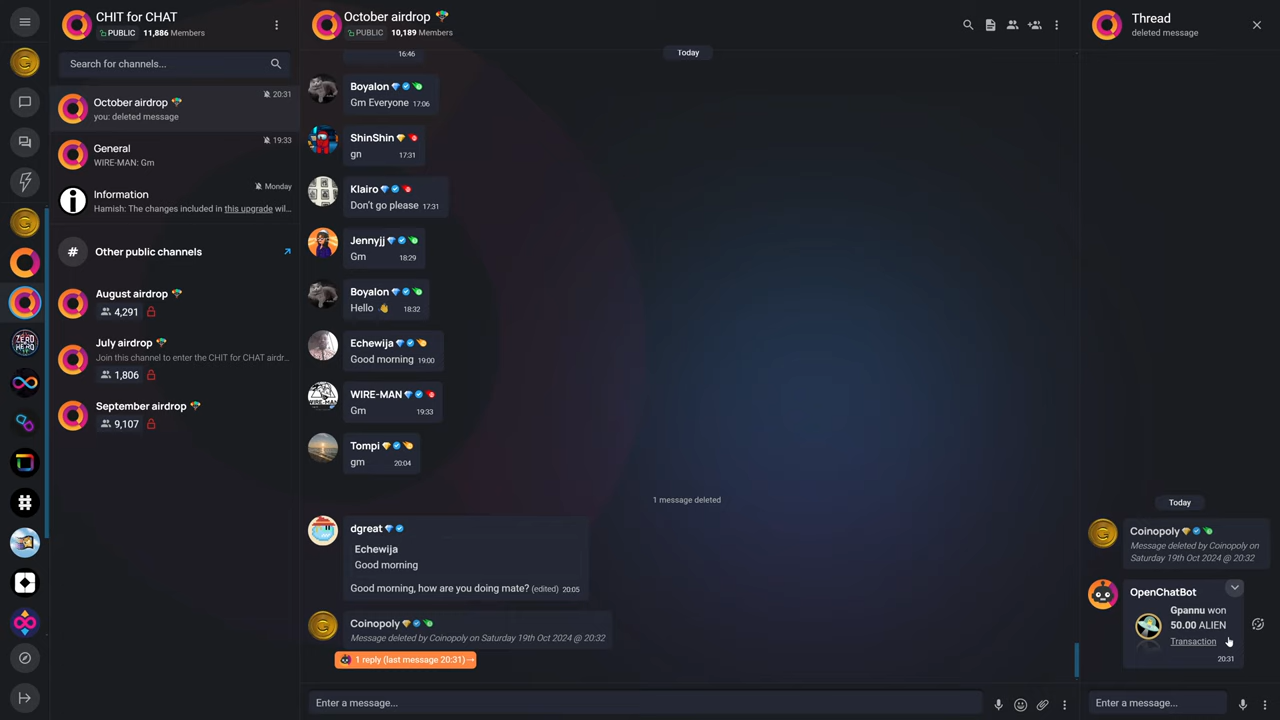 CHIT for CHAT
PUBLIC 11,886 Members
Search for channels...
October airdrop 20:31
you: deleted message
General 19:33
WIRE-MAN: Gm
Information Monday
Hamish: The changes included in this upgrade wil...
# Other public channels
August airdrop
4,291
July airdrop
Join this channel to enter the CHIT for CHAT airdr...
1,806
September airdrop
9,107
ZERO
HERO
October airdrop
PUBLIC 10,189 Members
Today
16:46
Boyalon
Gm Everyone 17:06
ShinShin
gn 17:31
Klairo
Don't go please 17:31
Jennyjj
Gm 18:29
Boyalon
Hello 👋 18:32
Echewija
Good morning 19:00
WIRE-MAN
Gm 19:33
Tompi
gm 20:04
1 message deleted
dgreat
Echewija
Good morning
Good morning, how are you doing mate? (edited) 20:05
Coinopoly
Message deleted by Coinopoly on Saturday 19th Oct 2024 @ 20:32
1 reply (last message 20:31)→
Enter a message...
Thread
deleted message
Today
Coinopoly
Message deleted by Coinopoly on
Saturday 19th Oct 2024 @ 20:32
OpenChatBot
Gpannu won
50.00 ALIEN
Transaction
20:31
Enter a message...